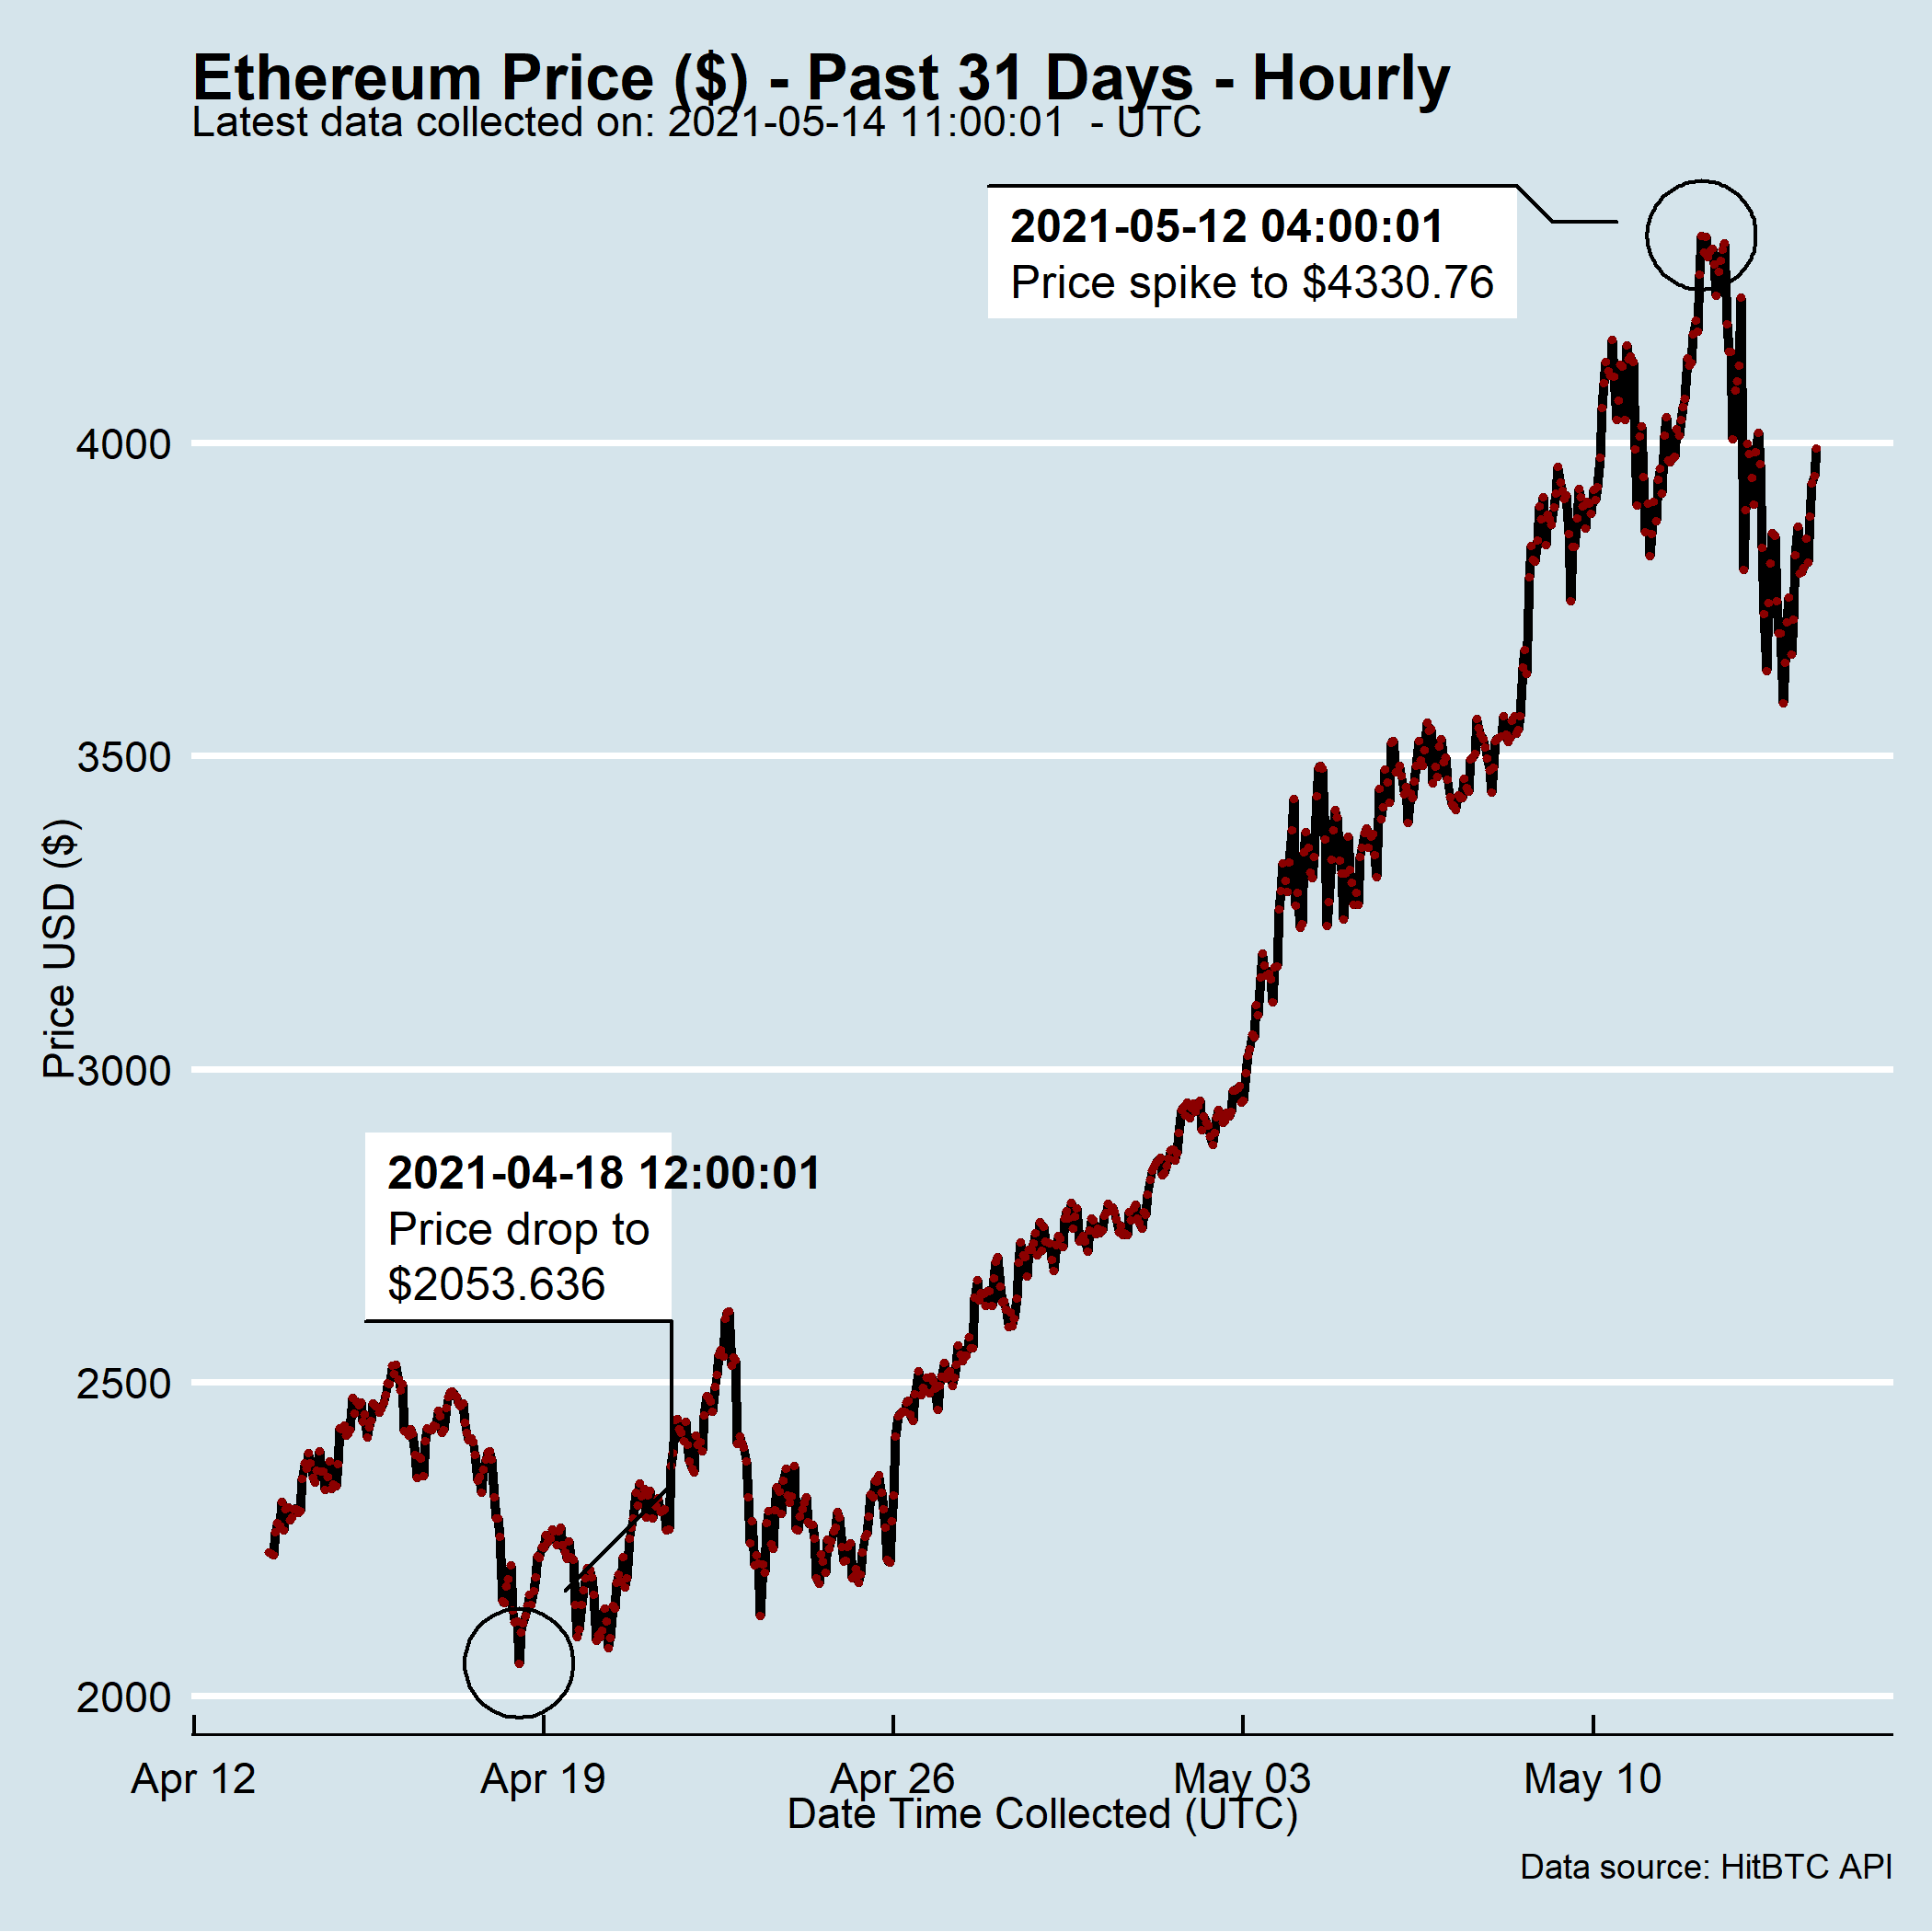 Ethereum Price ($) - Past 31 Days - Hourly
Latest data collected on: 2021-05-14 11:00:01  - UTC
2021-05-12 04:00:01
Price spike to $4330.76
4000
3500
Price USD ($)
3000
2021-04-18 12:00:01
Price drop to
$2053.636
2500
2000
Apr 12
Apr 19
Apr 26
May 03
May 10
Date Time Collected (UTC)
Data source: HitBTC API